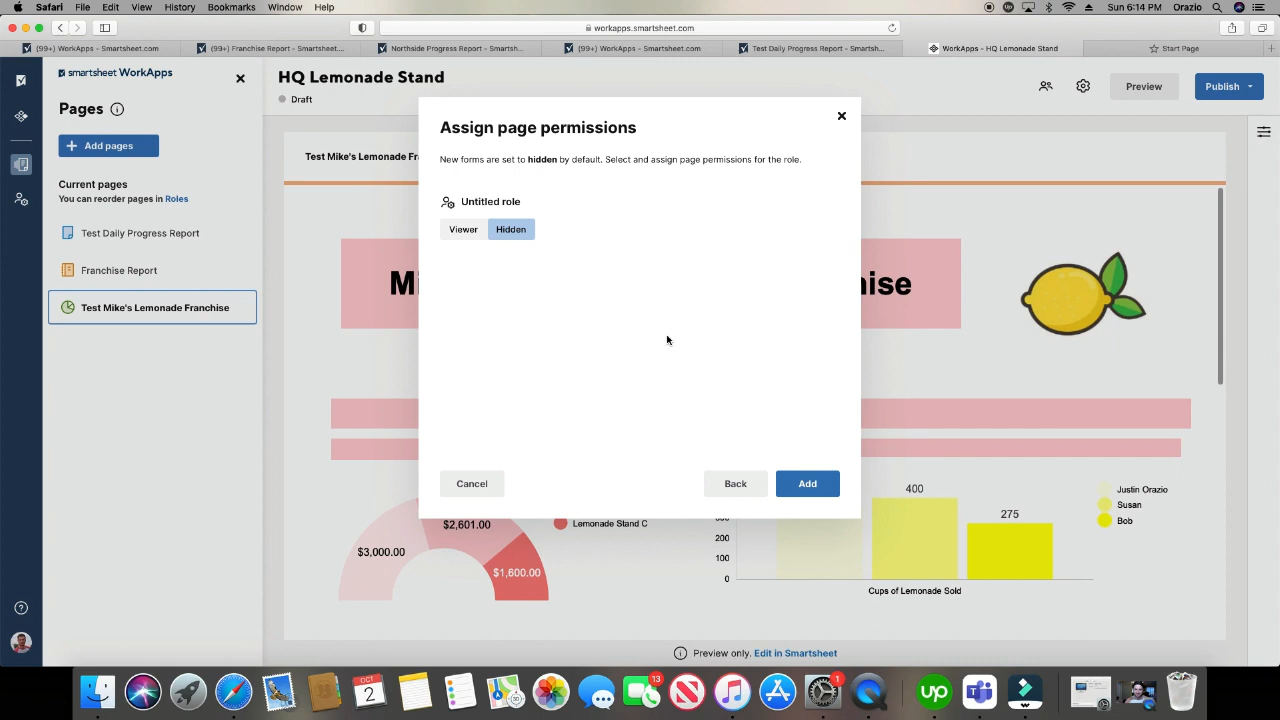 Safari File Edit View History Bookmarks Window Help Sun 6:14 PM Orazio
workapps.smartsheet.com
(99+) WorkApps - Smartsheet.com (99+) Franchise Report - Smartsheet.... Northside Progress Report - Smartsh... (99+) WorkApps - Smartsheet.com Test Daily Progress Report - Smartsh... WorkApps - HQ Lemonade Stand Start Page
smartsheet WorkApps
HQ Lemonade Stand
Draft
Preview
Publish
Pages
Add pages
Current pages
You can reorder pages in Roles
Test Daily Progress Report
Franchise Report
Test Mike's Lemonade Franchise
Test Mike's Lemonade Fra
Assign page permissions
New forms are set to hidden by default. Select and assign page permissions for the role.
Untitled role
Viewer Hidden
Cancel Back Add
$3,000.00
$2,601.00
$1,600.00
Lemonade Stand C
400
275
200
100
0
Justin Orazio
Susan
Bob
Cups of Lemonade Sold
Preview only. Edit in Smartsheet
OCT
2
13
1
up